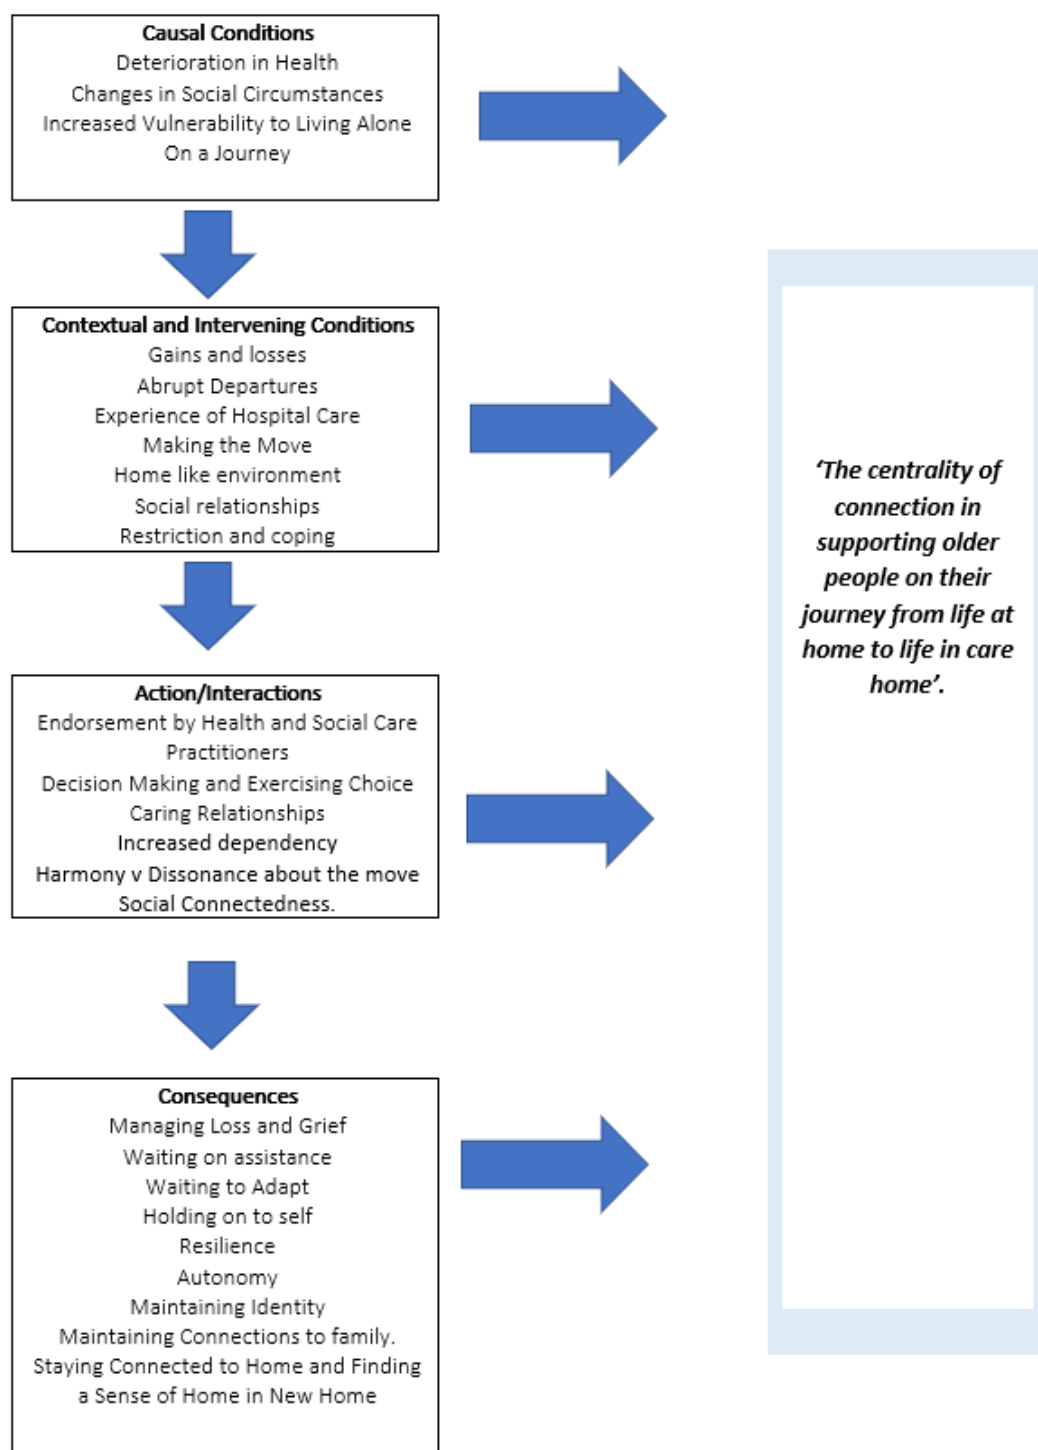 Causal Conditions
Deterioration in Health
Changes in Social Circumstances
Increased Vulnerability to Living Alone
On a Journey
Contextual and Intervening Conditions
Gains and losses
Abrupt Departures
Experience of Hospital Care
Making the Move
Home like environment
Social relationships
Restriction and coping
Action/Interactions
Endorsement by Health and Social Care
Practitioners
Decision Making and Exercising Choice
Caring Relationships
Increased dependency
Harmony v Dissonance about the move
Social Connectedness.
Consequences
Managing Loss and Grief
Waiting on assistance
Waiting to Adapt
Holding on to self
Resilience
Autonomy
Maintaining Identity
Maintaining Connections to family.
Staying Connected to Home and Finding
a Sense of Home in New Home
‘The centrality of
connection in
supporting older
people on their
journey from life at
home to life in care
home’.